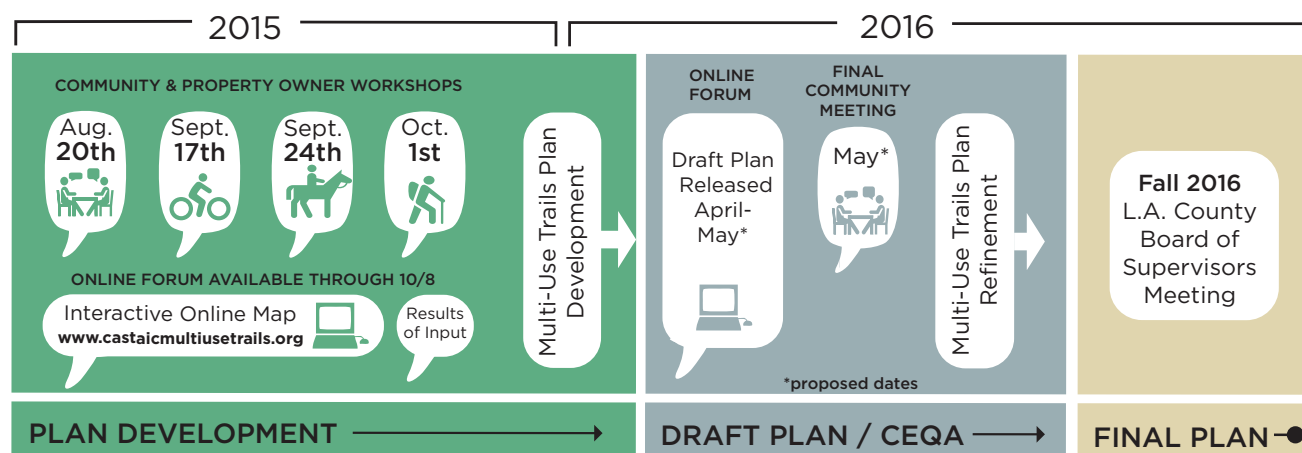 2015
2016
COMMUNITY & PROPERTY OWNER WORKSHOPS
Aug.
20th
Sept.
17th
Sept.
24th
Oct.
1st
ONLINE FORUM AVAILABLE THROUGH 10/8
Interactive Online Map
www.castaicmultiusetrails.org
Results
of Input
Multi-Use Trails Plan
Development
ONLINE
FORUM
Draft Plan
Released
April-
May*
FINAL
COMMUNITY
MEETING
May*
Multi-Use Trails Plan
Refinement
*proposed dates
Fall 2016
L.A. County
Board of
Supervisors
Meeting
PLAN DEVELOPMENT
DRAFT PLAN / CEQA
FINAL PLAN